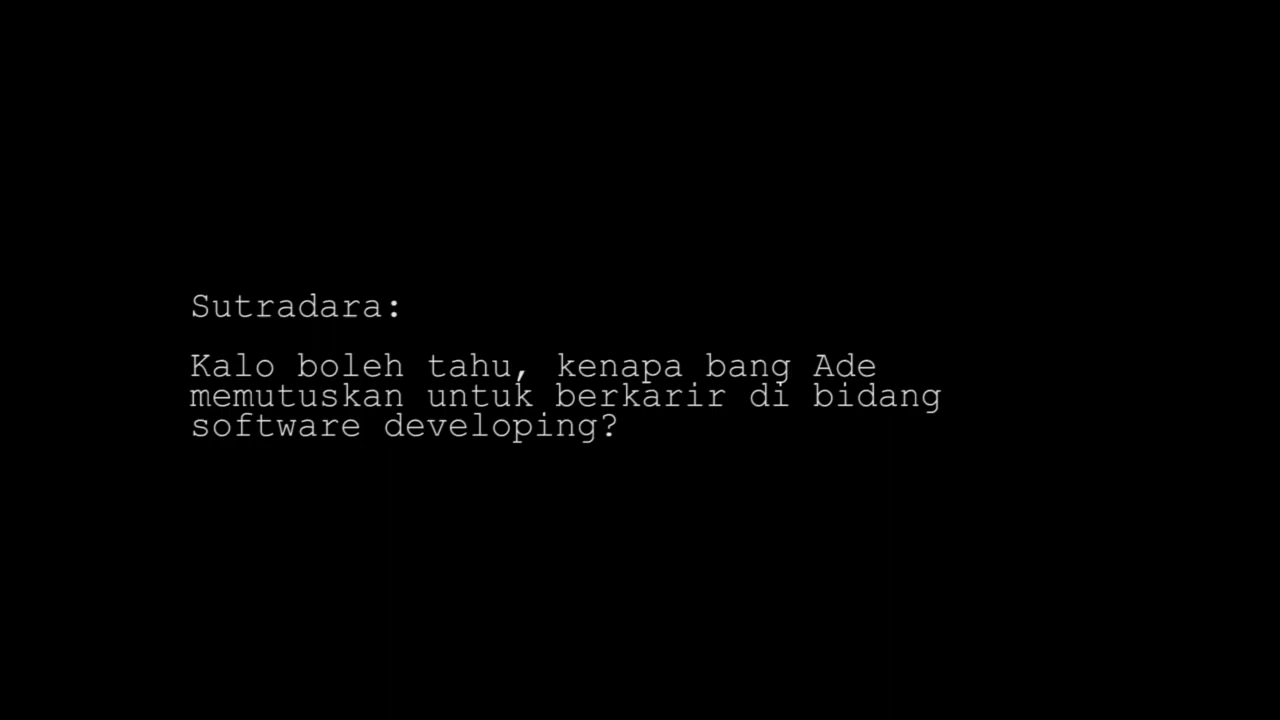 Sutradara:
Kalo boleh tahu, kenapa bang Ade
memutuskan untuk berkarir di bidang
software developing?